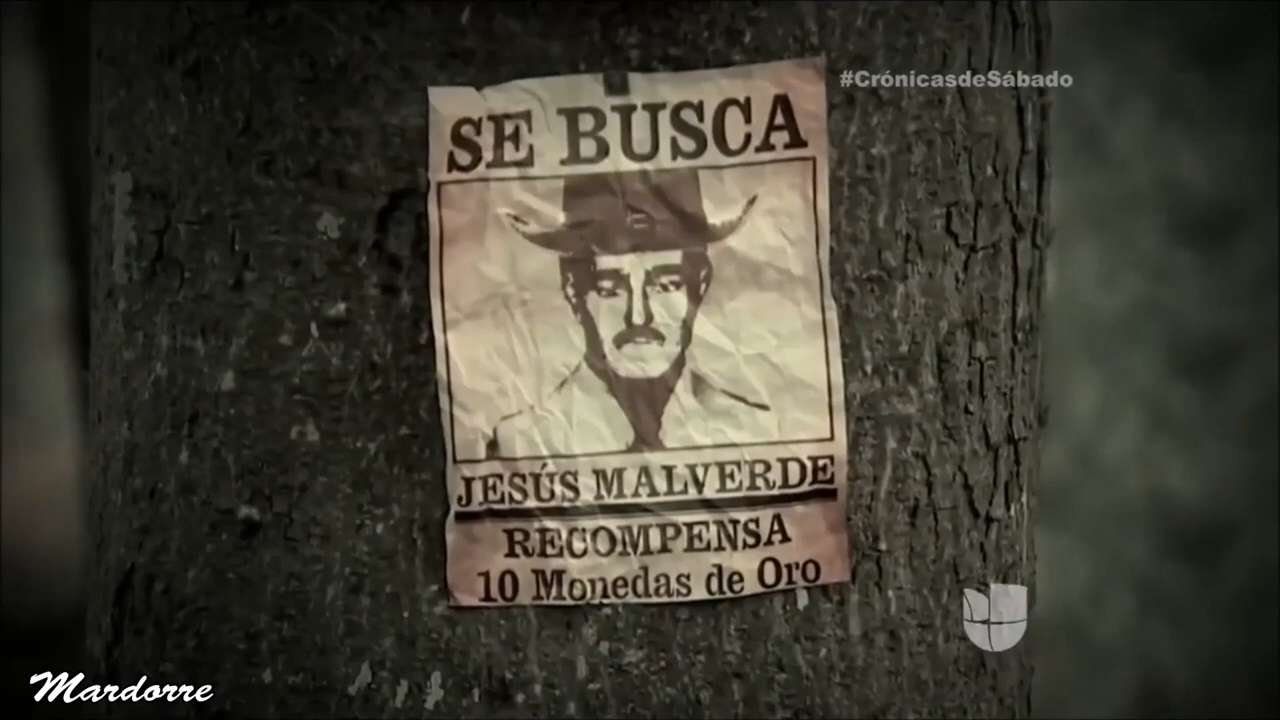 #CrónicasdeSábado
SE BUSCA
JESÚS MALVERDE
RECOMPENSA
10 Monedas de Oro
Mardorre